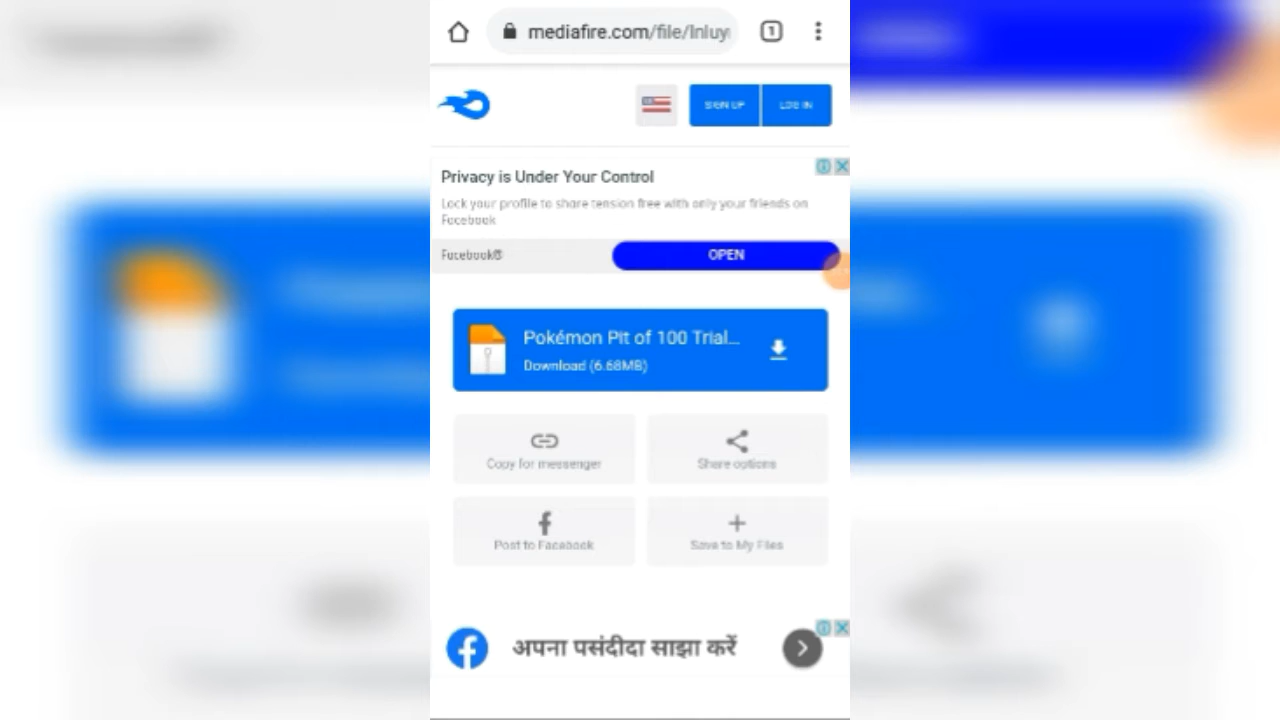 mediafire.com/file/lnluy
1
SIGN UP
LOG IN
Privacy is Under Your Control
Lock your profile to share tension free with only your friends on
Facebook
Facebook®
OPEN
Pokémon Pit of 100 Trial...
Download (6.68MB)
Copy for messenger
Share options
Post to Facebook
Save to My Files
अपना पसंदीदा साझा करें